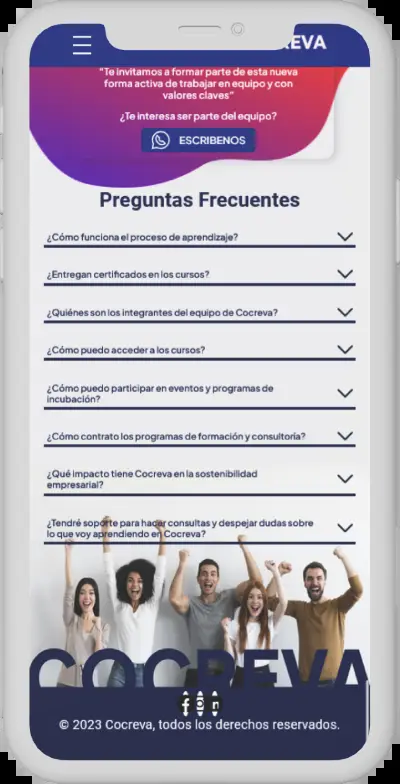 REVA
“Te invitamos a formar parte de esta nueva
forma activa de trabajar en equipo y con
valores claves”
¿Te interesa ser parte del equipo?
ESCRIBENOS
Preguntas Frecuentes
¿Cómo funciona el proceso de aprendizaje?
¿Entregan certificados en los cursos?
¿Quiénes son los integrantes del equipo de Cocreva?
¿Cómo puedo acceder a los cursos?
¿Cómo puedo participar en eventos y programas de
incubación?
¿Cómo contrato los programas de formación y consultoría?
¿Qué impacto tiene Cocreva en la sostenibilidad
empresarial?
¿Tendré soporte para hacer consultas y despejar dudas sobre
lo que voy aprendiendo en Cocreva?
COCREVA
f in
© 2023 Cocreva, todos los derechos reservados.